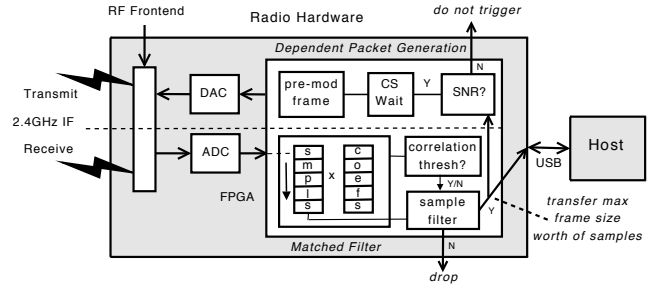 RF Frontend
Radio Hardware
do not trigger
Dependent Packet Generation
N
Transmit
DAC
pre-mod
frame
CS
Wait
Y
SNR?
2.4GHz IF
Receive
ADC
FPGA
s
m
p
l
s
x
c
o
e
f
s
correlation
thresh?
Y/N
sample
filter
Y
N
USB
Host
transfer max
frame size
worth of samples
Matched Filter
drop